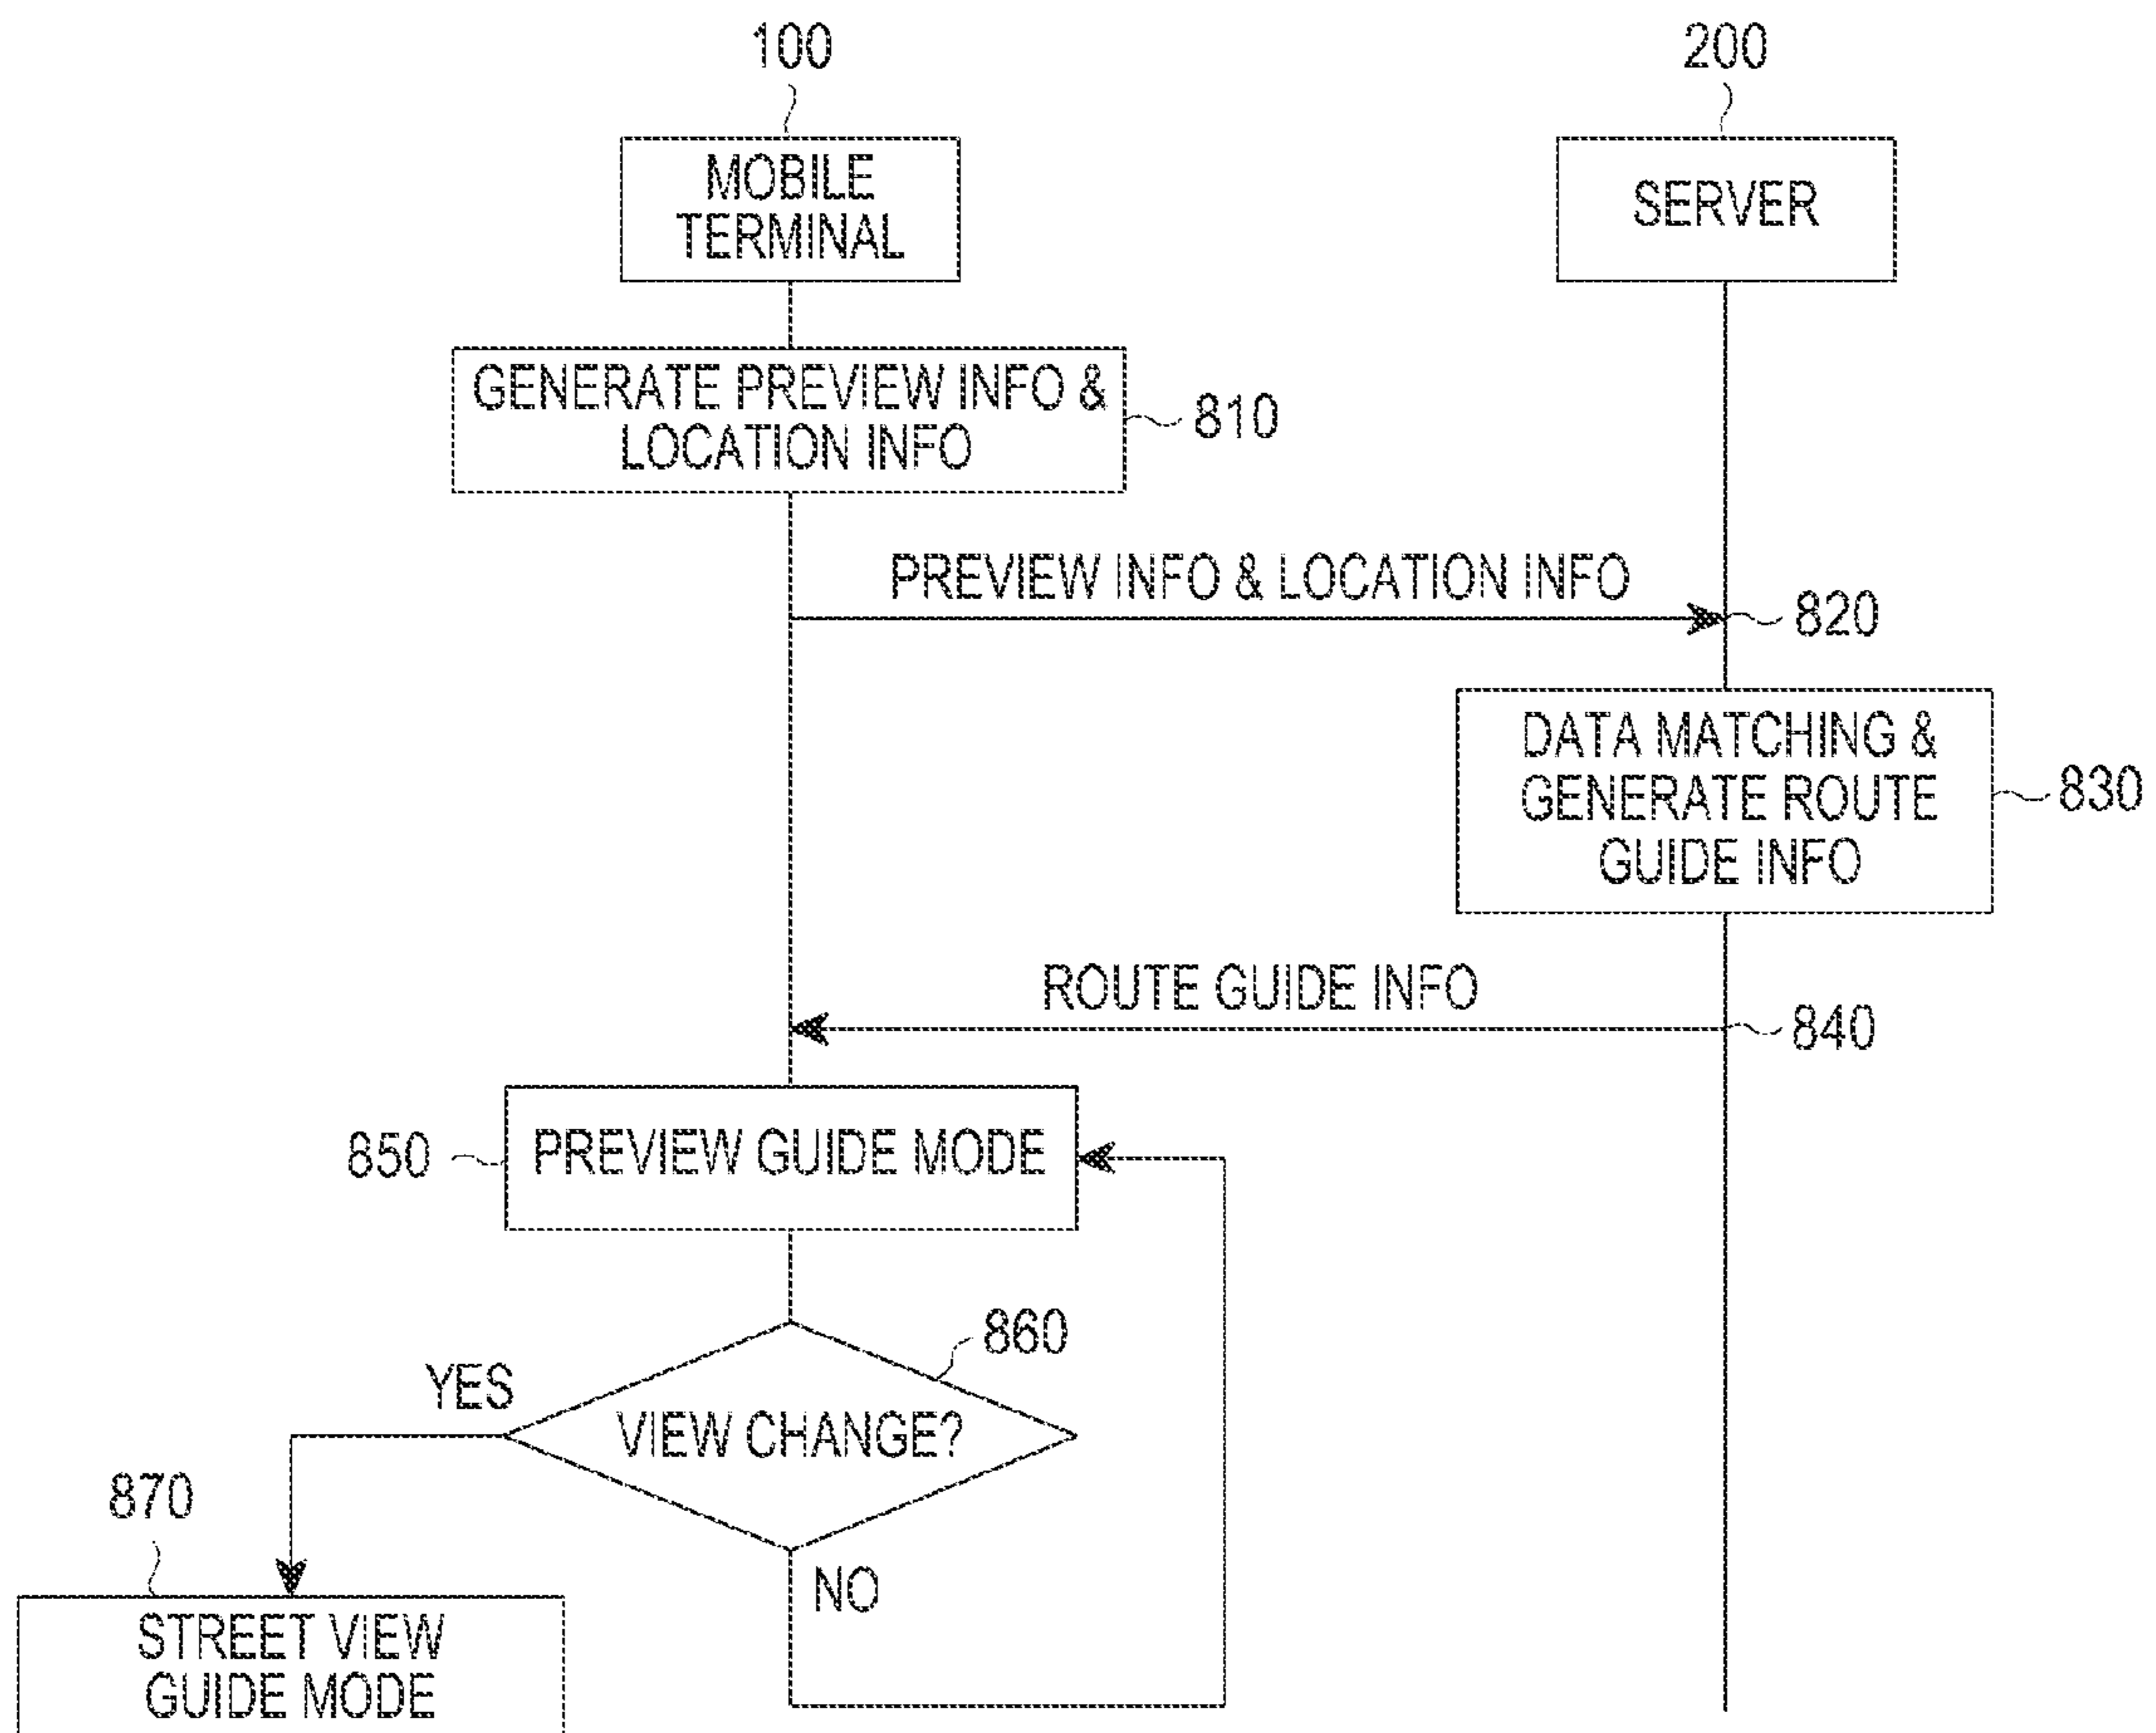 100
200
MOBILE
TERMINAL
SERVER
GENERATE PREVIEW INFO &
LOCATION INFO
810
PREVIEW INFO & LOCATION INFO
820
DATA MATCHING &
GENERATE ROUTE
GUIDE INFO
830
ROUTE GUIDE INFO
840
850
PREVIEW GUIDE MODE
860
YES
VIEW CHANGE?
870
NO
STREET VIEW
GUIDE MODE